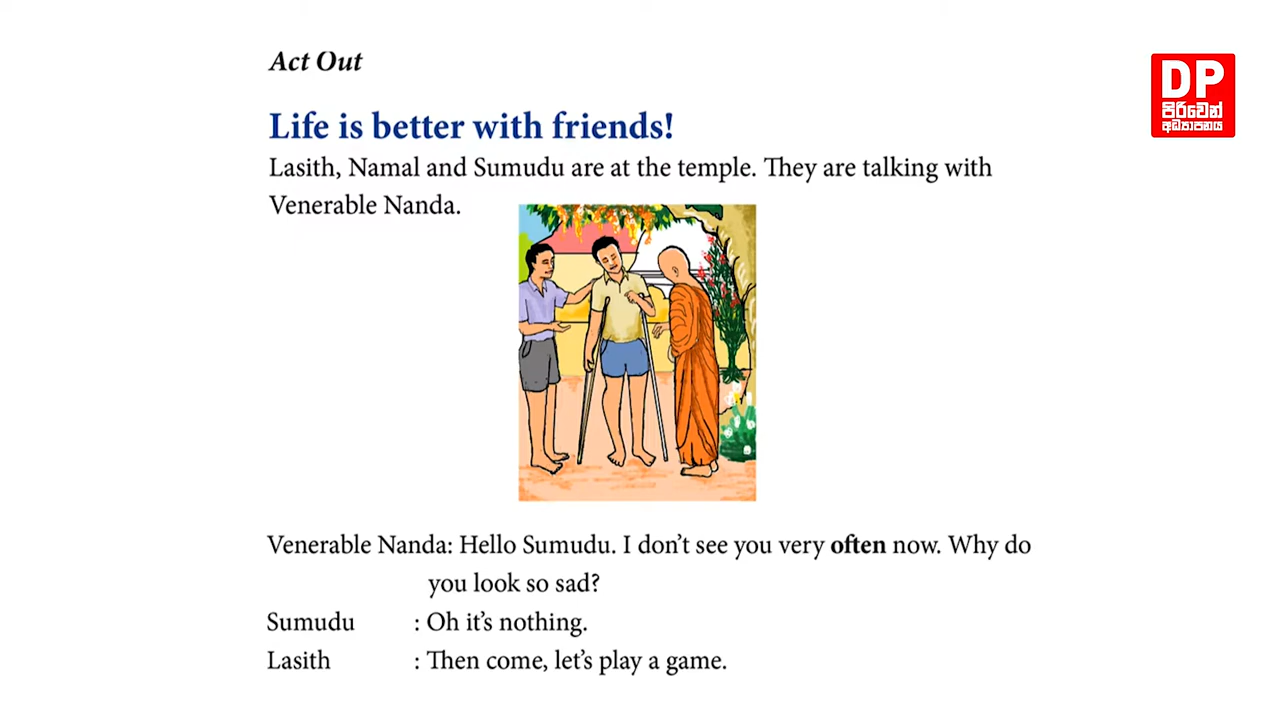 Act Out
DP
පිරිවෙන්
අධ්‍යාපනය
Life is better with friends!
Lasith, Namal and Sumudu are at the temple. They are talking with
Venerable Nanda.
Venerable Nanda: Hello Sumudu. I don't see you very often now. Why do
you look so sad?
Sumudu : Oh it's nothing.
Lasith : Then come, let's play a game.